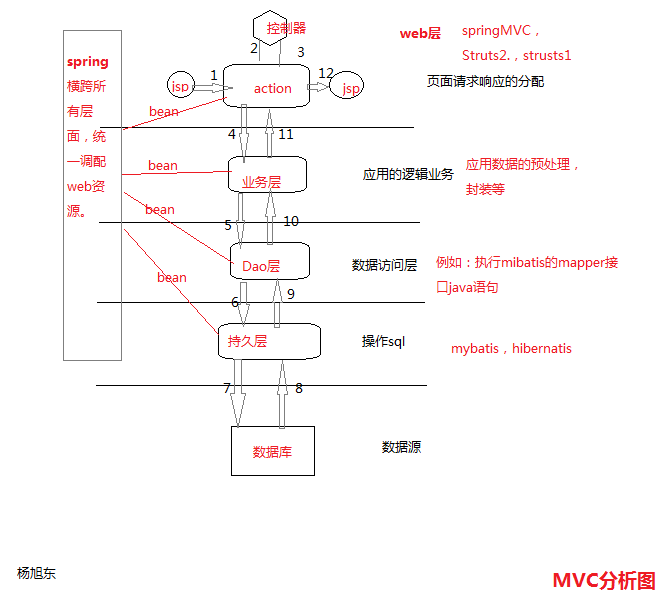 控制器
web层
springMVC，
Struts2.，strusts1
2
3
spring
横跨所
有层
面，统
一调配
web资
源。
jsp
1
action
12
jsp
页面请求响应的分配
bean
4
11
bean
业务层
应用的逻辑业务
应用数据的预处理，
封装等
bean
5
10
Dao层
数据访问层
例如：执行mibatis的mapper接
口java语句
bean
6
9
持久层
操作sql
mybatis，hibernatis
7
8
数据库
数据源
杨旭东
MVC分析图